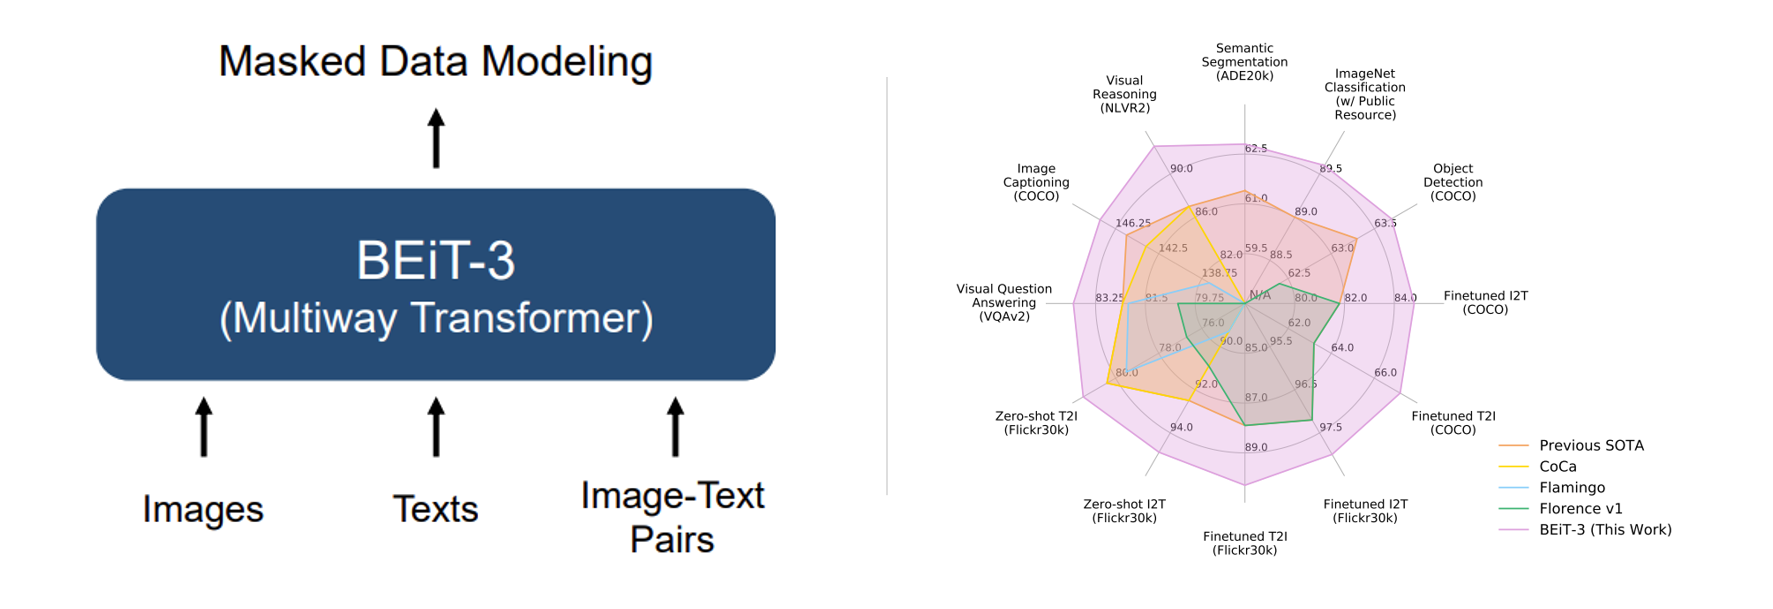 Masked Data Modeling
BEiT-3
(Multiway Transformer)
Images
Texts
Image-Text
Pairs
Semantic
Segmentation
(ADE20k)
ImageNet
Classification
(w/ Public
Resource)
Object
Detection
(COCO)
Finetuned I2T
(COCO)
Finetuned T2I
(COCO)
Finetuned I2T
(Flickr30k)
Finetuned T2I
(Flickr30k)
Zero-shot I2T
(Flickr30k)
Zero-shot T2I
(Flickr30k)
Visual Question
Answering
(VQAv2)
Image
Captioning
(COCO)
Visual
Reasoning
(NLVR2)
62.5
61.0
59.5
89.5
89.0
88.5
63.5
63.0
62.5
84.0
82.0
80.0
66.0
64.0
62.0
97.5
96.5
95.5
89.0
87.0
85.0
94.0
92.0
90.0
80.0
78.0
76.0
83.25
81.5
79.75
146.25
142.5
138.75
90.0
86.0
82.0
N/A
Previous SOTA
CoCa
Flamingo
Florence v1
BEiT-3 (This Work)